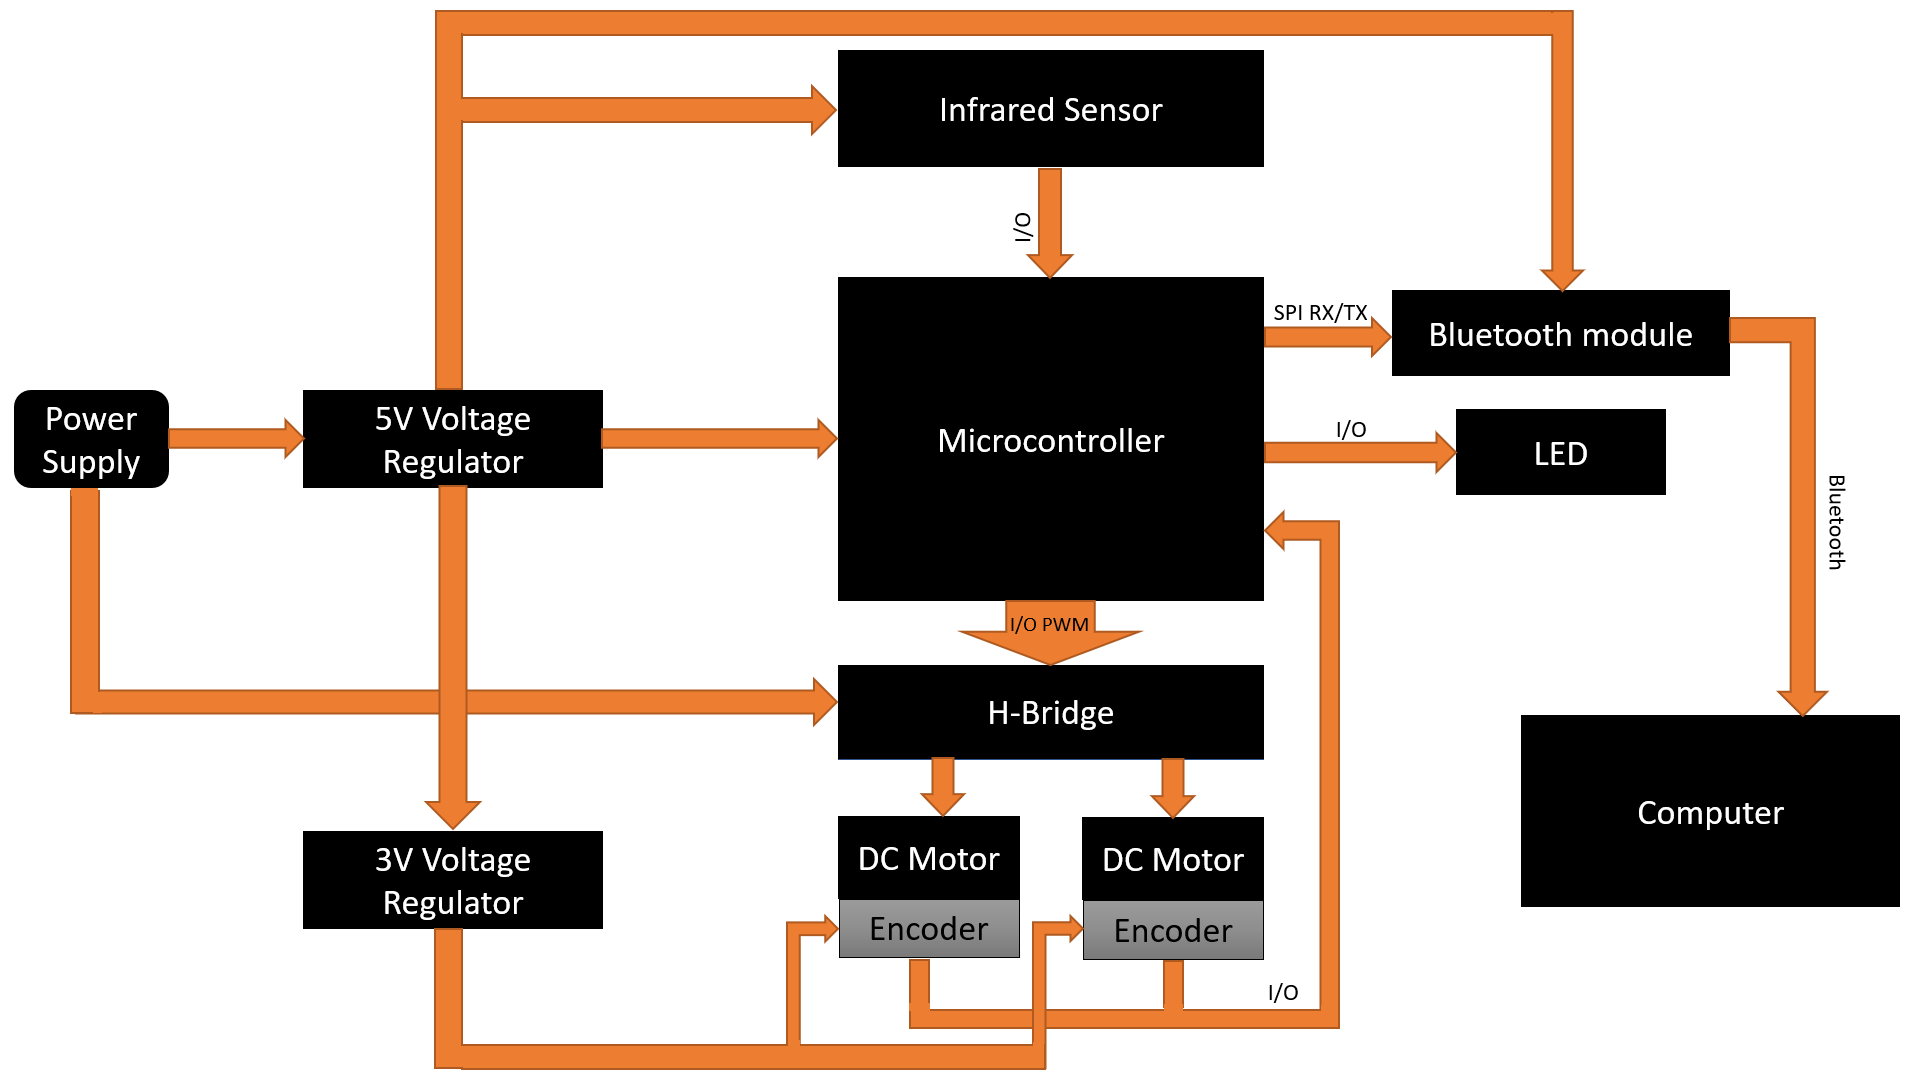 Infrared Sensor
I/O
SPI RX/TX
Bluetooth module
Power
Supply
5V Voltage
Regulator
Microcontroller
I/O
LED
Bluetooth
I/O PWM
H-Bridge
Computer
3V Voltage
Regulator
DC Motor
DC Motor
Encoder
Encoder
I/O